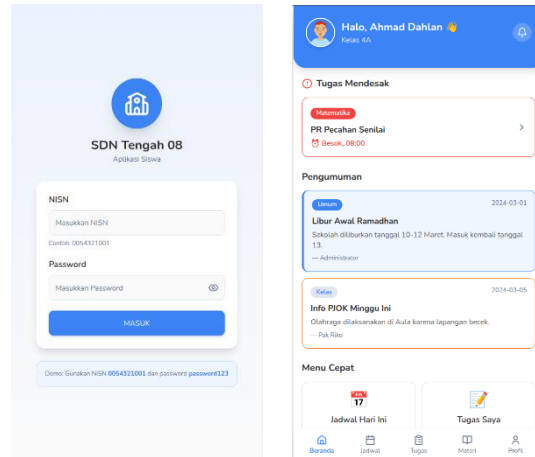 SDN Tengah 08
Aplikasi Siswa
NISN
Masukkan NISN
Contoh: 0054321001
Password
Masukkan Password
MASUK
Demo: Gunakan NISN 0054321001 dan password password123
Halo, Ahmad Dahlan 👋
Kelas 4A
Tugas Mendesak
Matematika
PR Pecahan Senilai
Besok, 08:00
Pengumuman
Umum 2024-03-01
Libur Awal Ramadhan
Sekolah diliburkan tanggal 10-12 Maret. Masuk kembali tanggal
13.
— Administrator
Kelas 2024-03-05
Info PJOK Minggu Ini
Olahraga dilaksanakan di Aula karena lapangan becek.
— Pak Riko
Menu Cepat
17
Jadwal Hari Ini
Tugas Saya
Beranda Jadwal Tugas Materi Profil